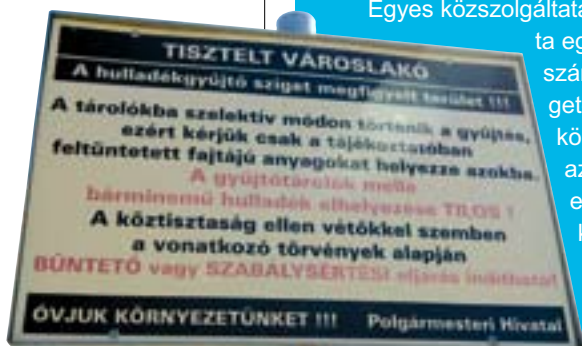 TISZTELT VÁROSLAKÓ
A hulladékgyűjtő sziget megfigyelt terület !!!
A tárolókba szelektív módon történik a gyűjtés,
ezért kérjük csak a tájékoztatóban
feltüntetett fajtájú anyagokat helyezze azokba.
A gyűjtőtárolók mellé
bárminemű hulladék elhelyezése TILOS !
A köztisztaság ellen vétőkkel szemben
a vonatkozó törvények alapján
BÜNTETŐ vagy SZABÁLYSÉRTÉSI eljárás indítható!
ÓVJUK KÖRNYEZETÜNKET !!! Polgármesteri Hivatal
Egyes közszolgáltatá
ta eg
szár
get
kö
az
e
k